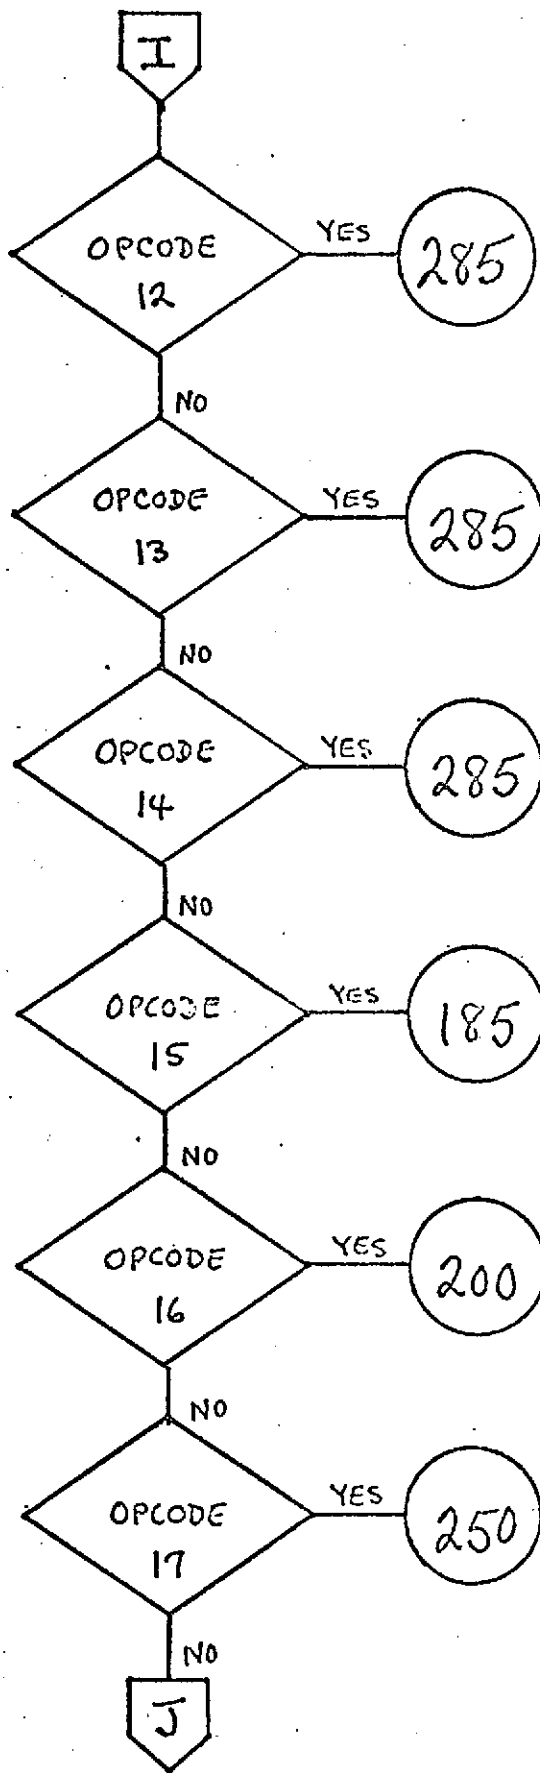 I
OPCODE
12
YES
285
NO
OPCODE
13
YES
285
NO
OPCODE
14
YES
285
NO
OPCODE
15
YES
185
NO
OPCODE
16
YES
200
NO
OPCODE
17
YES
250
NO
J